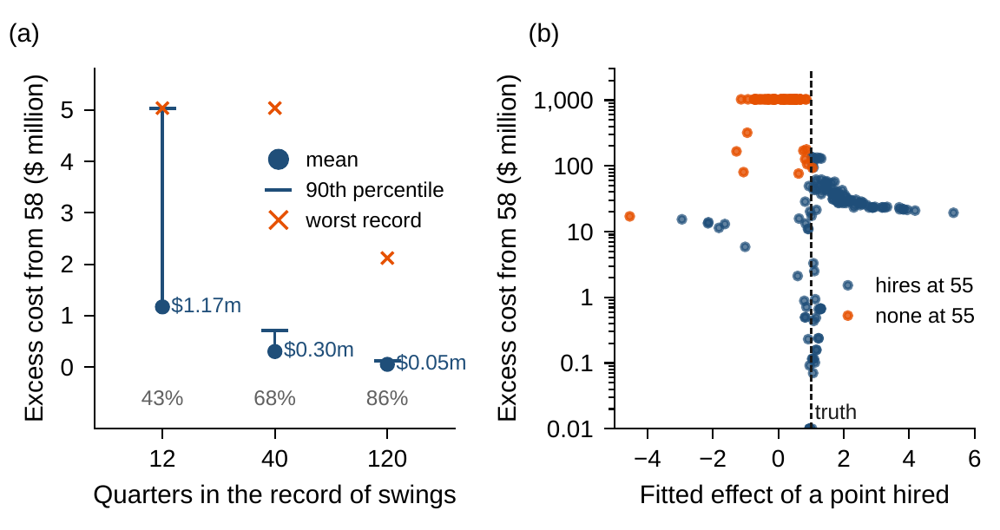 (a)
Excess cost from 58 ($ million)
5
4
3
2
1
0
mean
90th percentile
worst record
$1.17m
$0.30m
$0.05m
43%
68%
86%
12
40
120
Quarters in the record of swings
(b)
Excess cost from 58 ($ million)
1,000
100
10
1
0.1
0.01
hires at 55
none at 55
truth
−4
−2
0
2
4
6
Fitted effect of a point hired